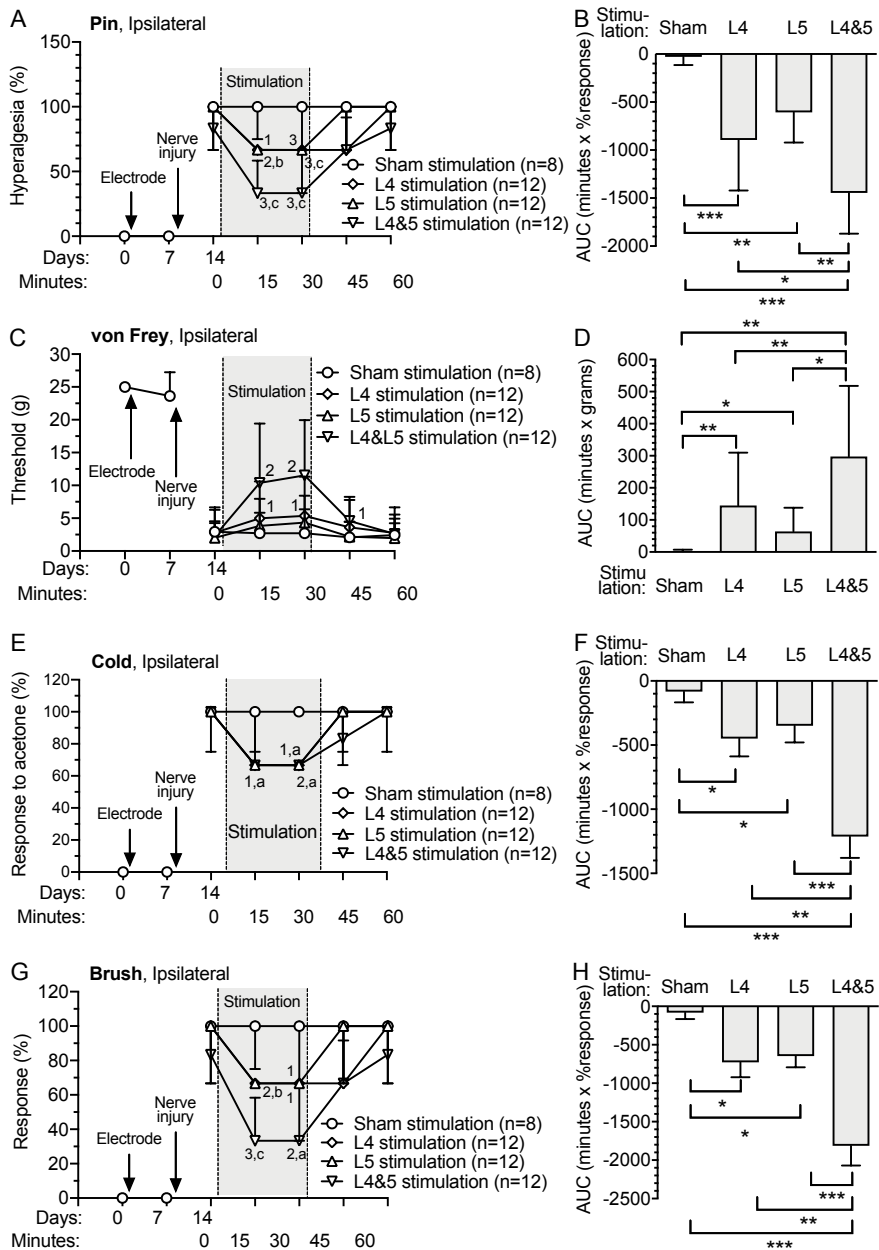 A
Pin, Ipsilateral
Hyperalgesia (%)
150
100
50
0
Stimulation
Electrode
Nerve
injury
1
2,b
3
3,c
3,c
3,c
Sham stimulation (n=8)
L4 stimulation (n=12)
L5 stimulation (n=12)
L4&5 stimulation (n=12)
Days: 0 7 14
Minutes: 0 15 30 45 60
B
Stimu-
lation: Sham L4 L5 L4&5
AUC (minutes x %response)
0
-500
-1000
-1500
-2000
***
**
**
*
***
C
von Frey, Ipsilateral
Threshold (g)
30
25
20
15
10
5
0
Stimulation
Electrode
Nerve
injury
2
2
1
1
1
Sham stimulation (n=8)
L4 stimulation (n=12)
L5 stimulation (n=12)
L4&L5 stimulation (n=12)
Days: 0 7 14
Minutes: 0 15 30 45 60
D
AUC (minutes x grams)
600
500
400
300
200
100
0
**
**
*
*
**
Stimu
lation: Sham L4 L5 L4&5
E
Cold, Ipsilateral
Response to acetone (%)
120
100
80
60
40
20
0
Electrode
Nerve
injury
1,a
1,a
2,a
Stimulation
Sham stimulation (n=8)
L4 stimulation (n=12)
L5 stimulation (n=12)
L4&5 stimulation (n=12)
Days: 0 7 14
Minutes: 0 15 30 45 60
F
Stimu-
lation: Sham L4 L5 L4&5
AUC (minutes x %response)
0
-500
-1000
-1500
*
*
***
**
***
G
Brush, Ipsilateral
Response (%)
120
100
80
60
40
20
0
Stimulation
Electrode
Nerve
injury
1
2,b
1
3,c
2,a
Sham stimulation (n=8)
L4 stimulation (n=12)
L5 stimulation (n=12)
L4&5 stimulation (n=12)
Days: 0 7 14
Minutes: 0 15 30 45 60
H
Stimu-
lation: Sham L4 L5 L4&5
AUC (minutes x %response)
0
-500
-1000
-1500
-2000
-2500
*
*
***
**
***